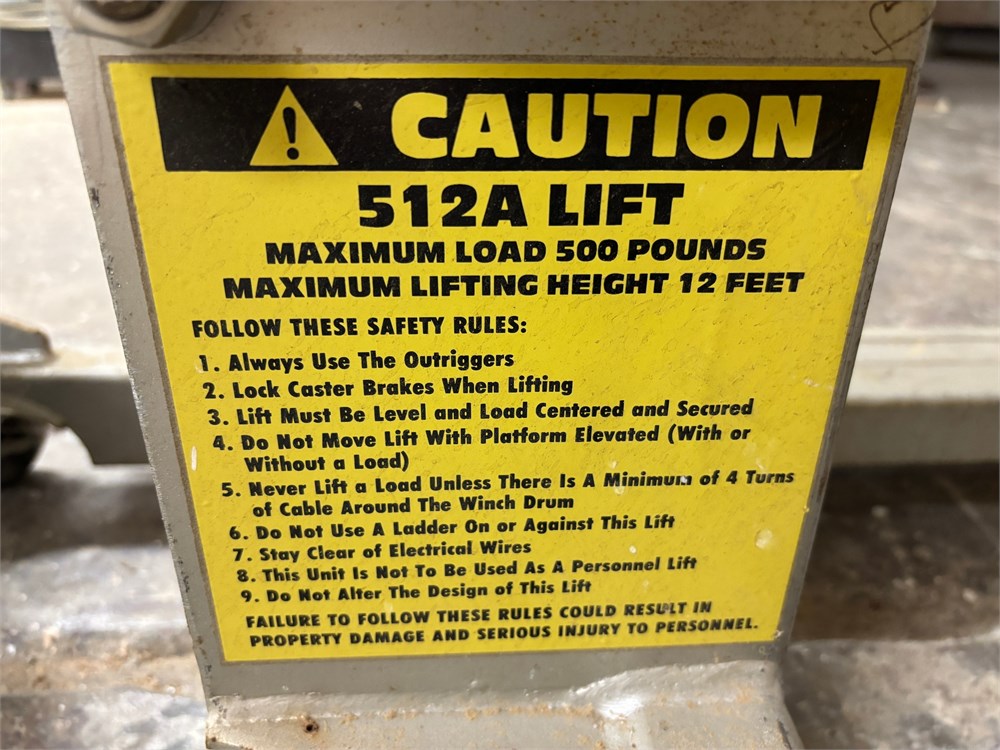 CAUTION
512A LIFT
MAXIMUM LOAD 500 POUNDS
MAXIMUM LIFTING HEIGHT 12 FEET
FOLLOW THESE SAFETY RULES:
1. Always Use The Outriggers
2. Lock Caster Brakes When Lifting
3. Lift Must Be Level and Load Centered and Secured
4. Do Not Move Lift With Platform Elevated (With or
Without a Load)
5. Never Lift a Load Unless There Is A Minimum of 4 Turns
of Cable Around The Winch Drum
6. Do Not Use A Ladder On or Against This Lift
7. Stay Clear of Electrical Wires
8. This Unit Is Not To Be Used As A Personnel Lift
9. Do Not Alter The Design of This Lift
FAILURE TO FOLLOW THESE RULES COULD RESULT IN
PROPERTY DAMAGE AND SERIOUS INJURY TO PERSONNEL.